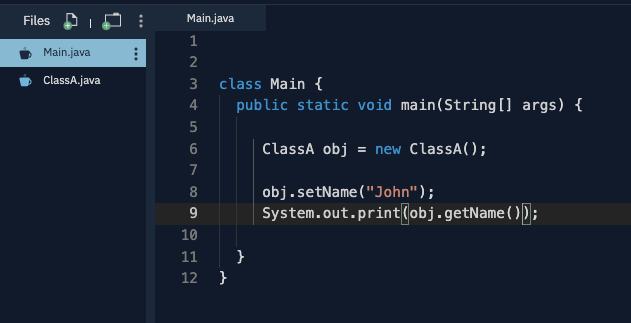 Files
Main.java
ClassA.java
Main.java
1
2
3 class Main {
4 public static void main(String[] args) {
5
6 ClassA obj = new ClassA();
7
8 obj.setName("John");
9 System.out.print(obj.getName());
10
11 }
12 }